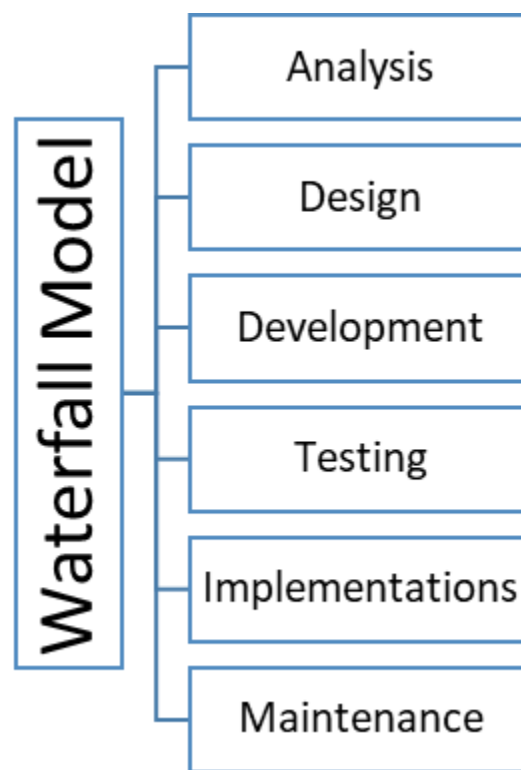 Waterfall Model
Analysis
Design
Development
Testing
Implementations
Maintenance